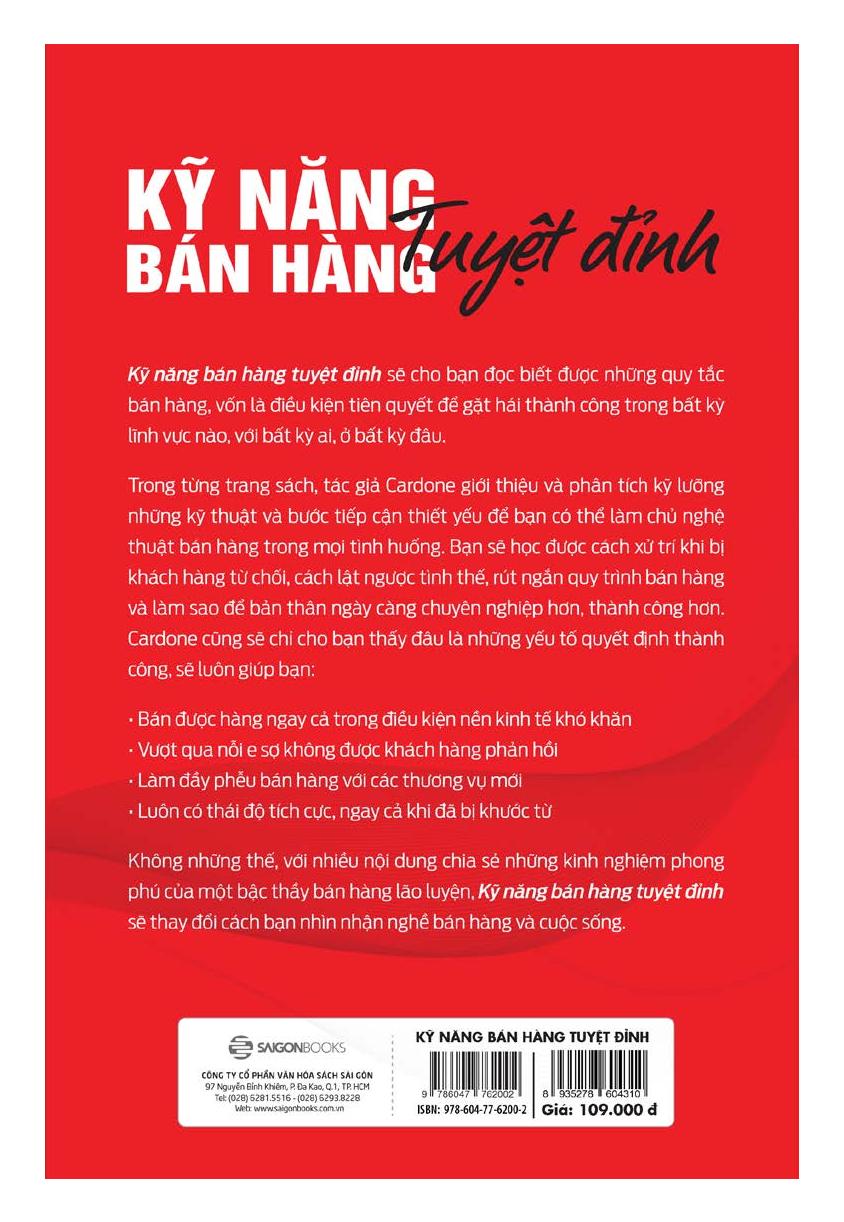 KỸ NĂNG
BÁN HÀNG
Tuyệt đỉnh
Kỹ năng bán hàng tuyệt đỉnh sẽ cho bạn đọc biết được những quy tắc
bán hàng, vốn là điều kiện tiên quyết để gặt hái thành công trong bất kỳ
lĩnh vực nào, với bất kỳ ai, ở bất kỳ đâu.
Trong từng trang sách, tác giả Cardone giới thiệu và phân tích kỹ lưỡng
những kỹ thuật và bước tiếp cận thiết yếu để bạn có thể làm chủ nghệ
thuật bán hàng trong mọi tình huống. Bạn sẽ học được cách xử trí khi bị
khách hàng từ chối, cách lật ngược tình thế, rút ngắn quy trình bán hàng
và làm sao để bản thân ngày càng chuyên nghiệp hơn, thành công hơn.
Cardone cũng sẽ chỉ cho bạn thấy đâu là những yếu tố quyết định thành
công, sẽ luôn giúp bạn:
• Bán được hàng ngay cả trong điều kiện nền kinh tế khó khăn
• Vượt qua nỗi e sợ không được khách hàng phản hồi
• Làm đầy phễu bán hàng với các thương vụ mới
• Luôn có thái độ tích cực, ngay cả khi đã bị khước từ
Không những thế, với nhiều nội dung chia sẻ những kinh nghiệm phong
phú của một bậc thầy bán hàng lão luyện, Kỹ năng bán hàng tuyệt đỉnh
sẽ thay đổi cách bạn nhìn nhận nghề bán hàng và cuộc sống.
SAIGONBOOKS
CÔNG TY CỔ PHẦN VĂN HÓA SÁCH SÀI GÒN
97 Nguyễn Bỉnh Khiêm, P. Đa Kao, Q.1, TP. HCM
Tel: (028) 6281.5516 - (028) 6293.8228
Web: www.saigonbooks.com.vn
KỸ NĂNG BÁN HÀNG TUYỆT ĐỈNH
9 786047 762002
8 935278 604310
ISBN: 978-604-77-6200-2
Giá: 109.000 đ